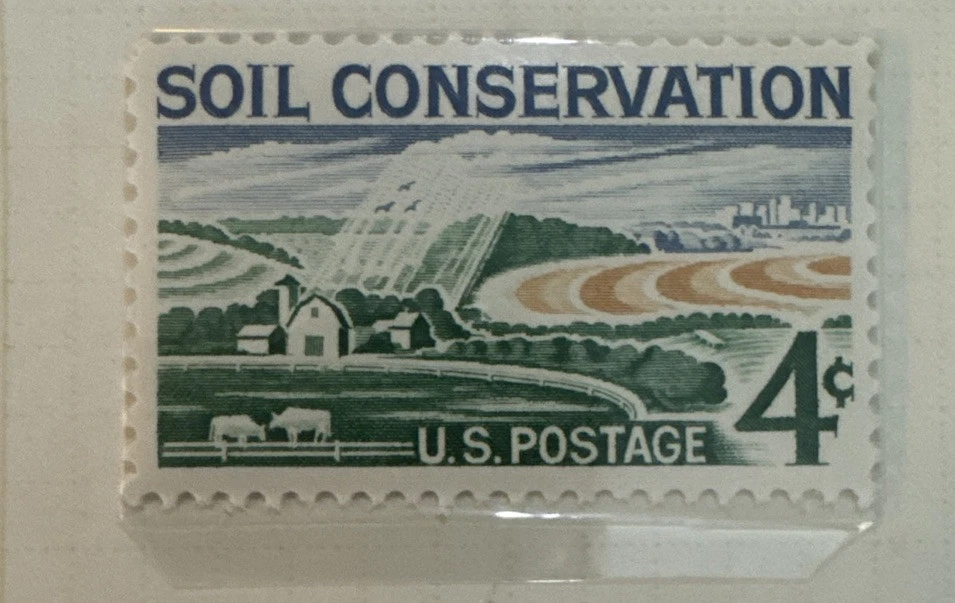 SOIL CONSERVATION
4¢
U.S. POSTAGE